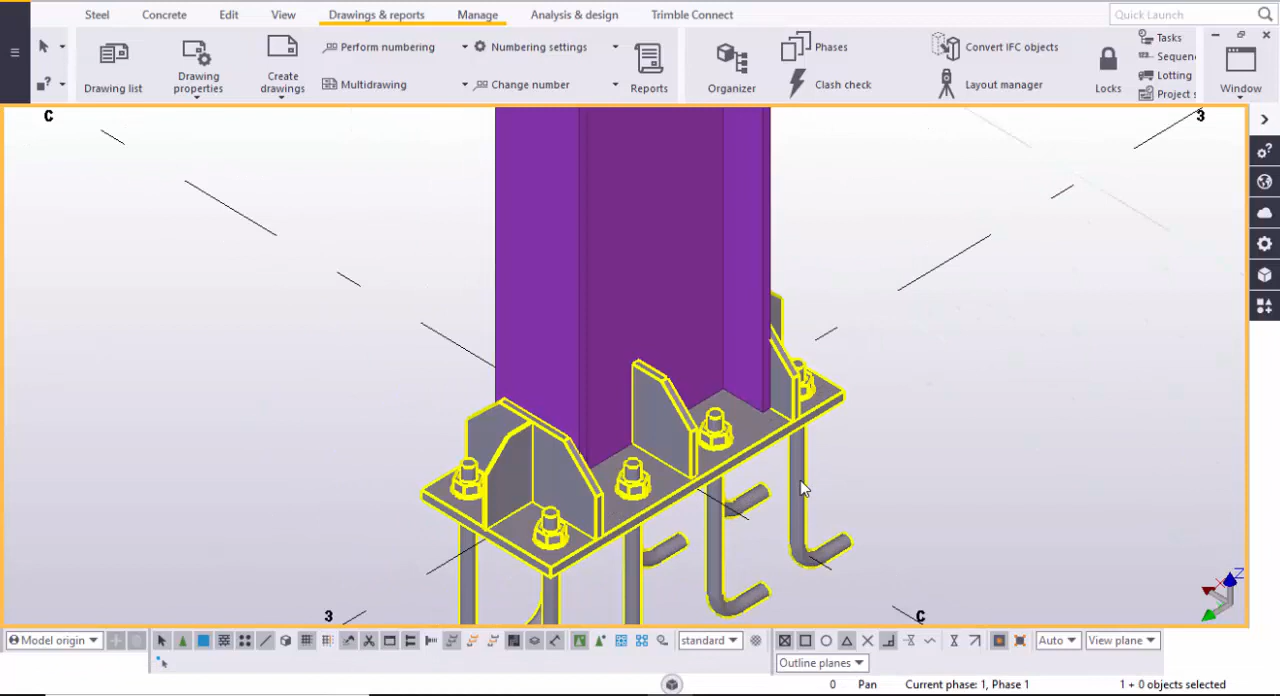 Steel Concrete Edit View Drawings & reports Manage Analysis & design Trimble Connect Quick Launch
Perform numbering Numbering settings Phases Convert IFC objects Tasks
Sequen
Drawing list Drawing properties Create drawings Multidrawing Change number Reports Organizer Clash check Layout manager Locks Lotting Window
Project
C 3
3 C
Z
Model origin standard Auto View plane
Outline planes
0 Pan Current phase: 1, Phase 1 1 + 0 objects selected